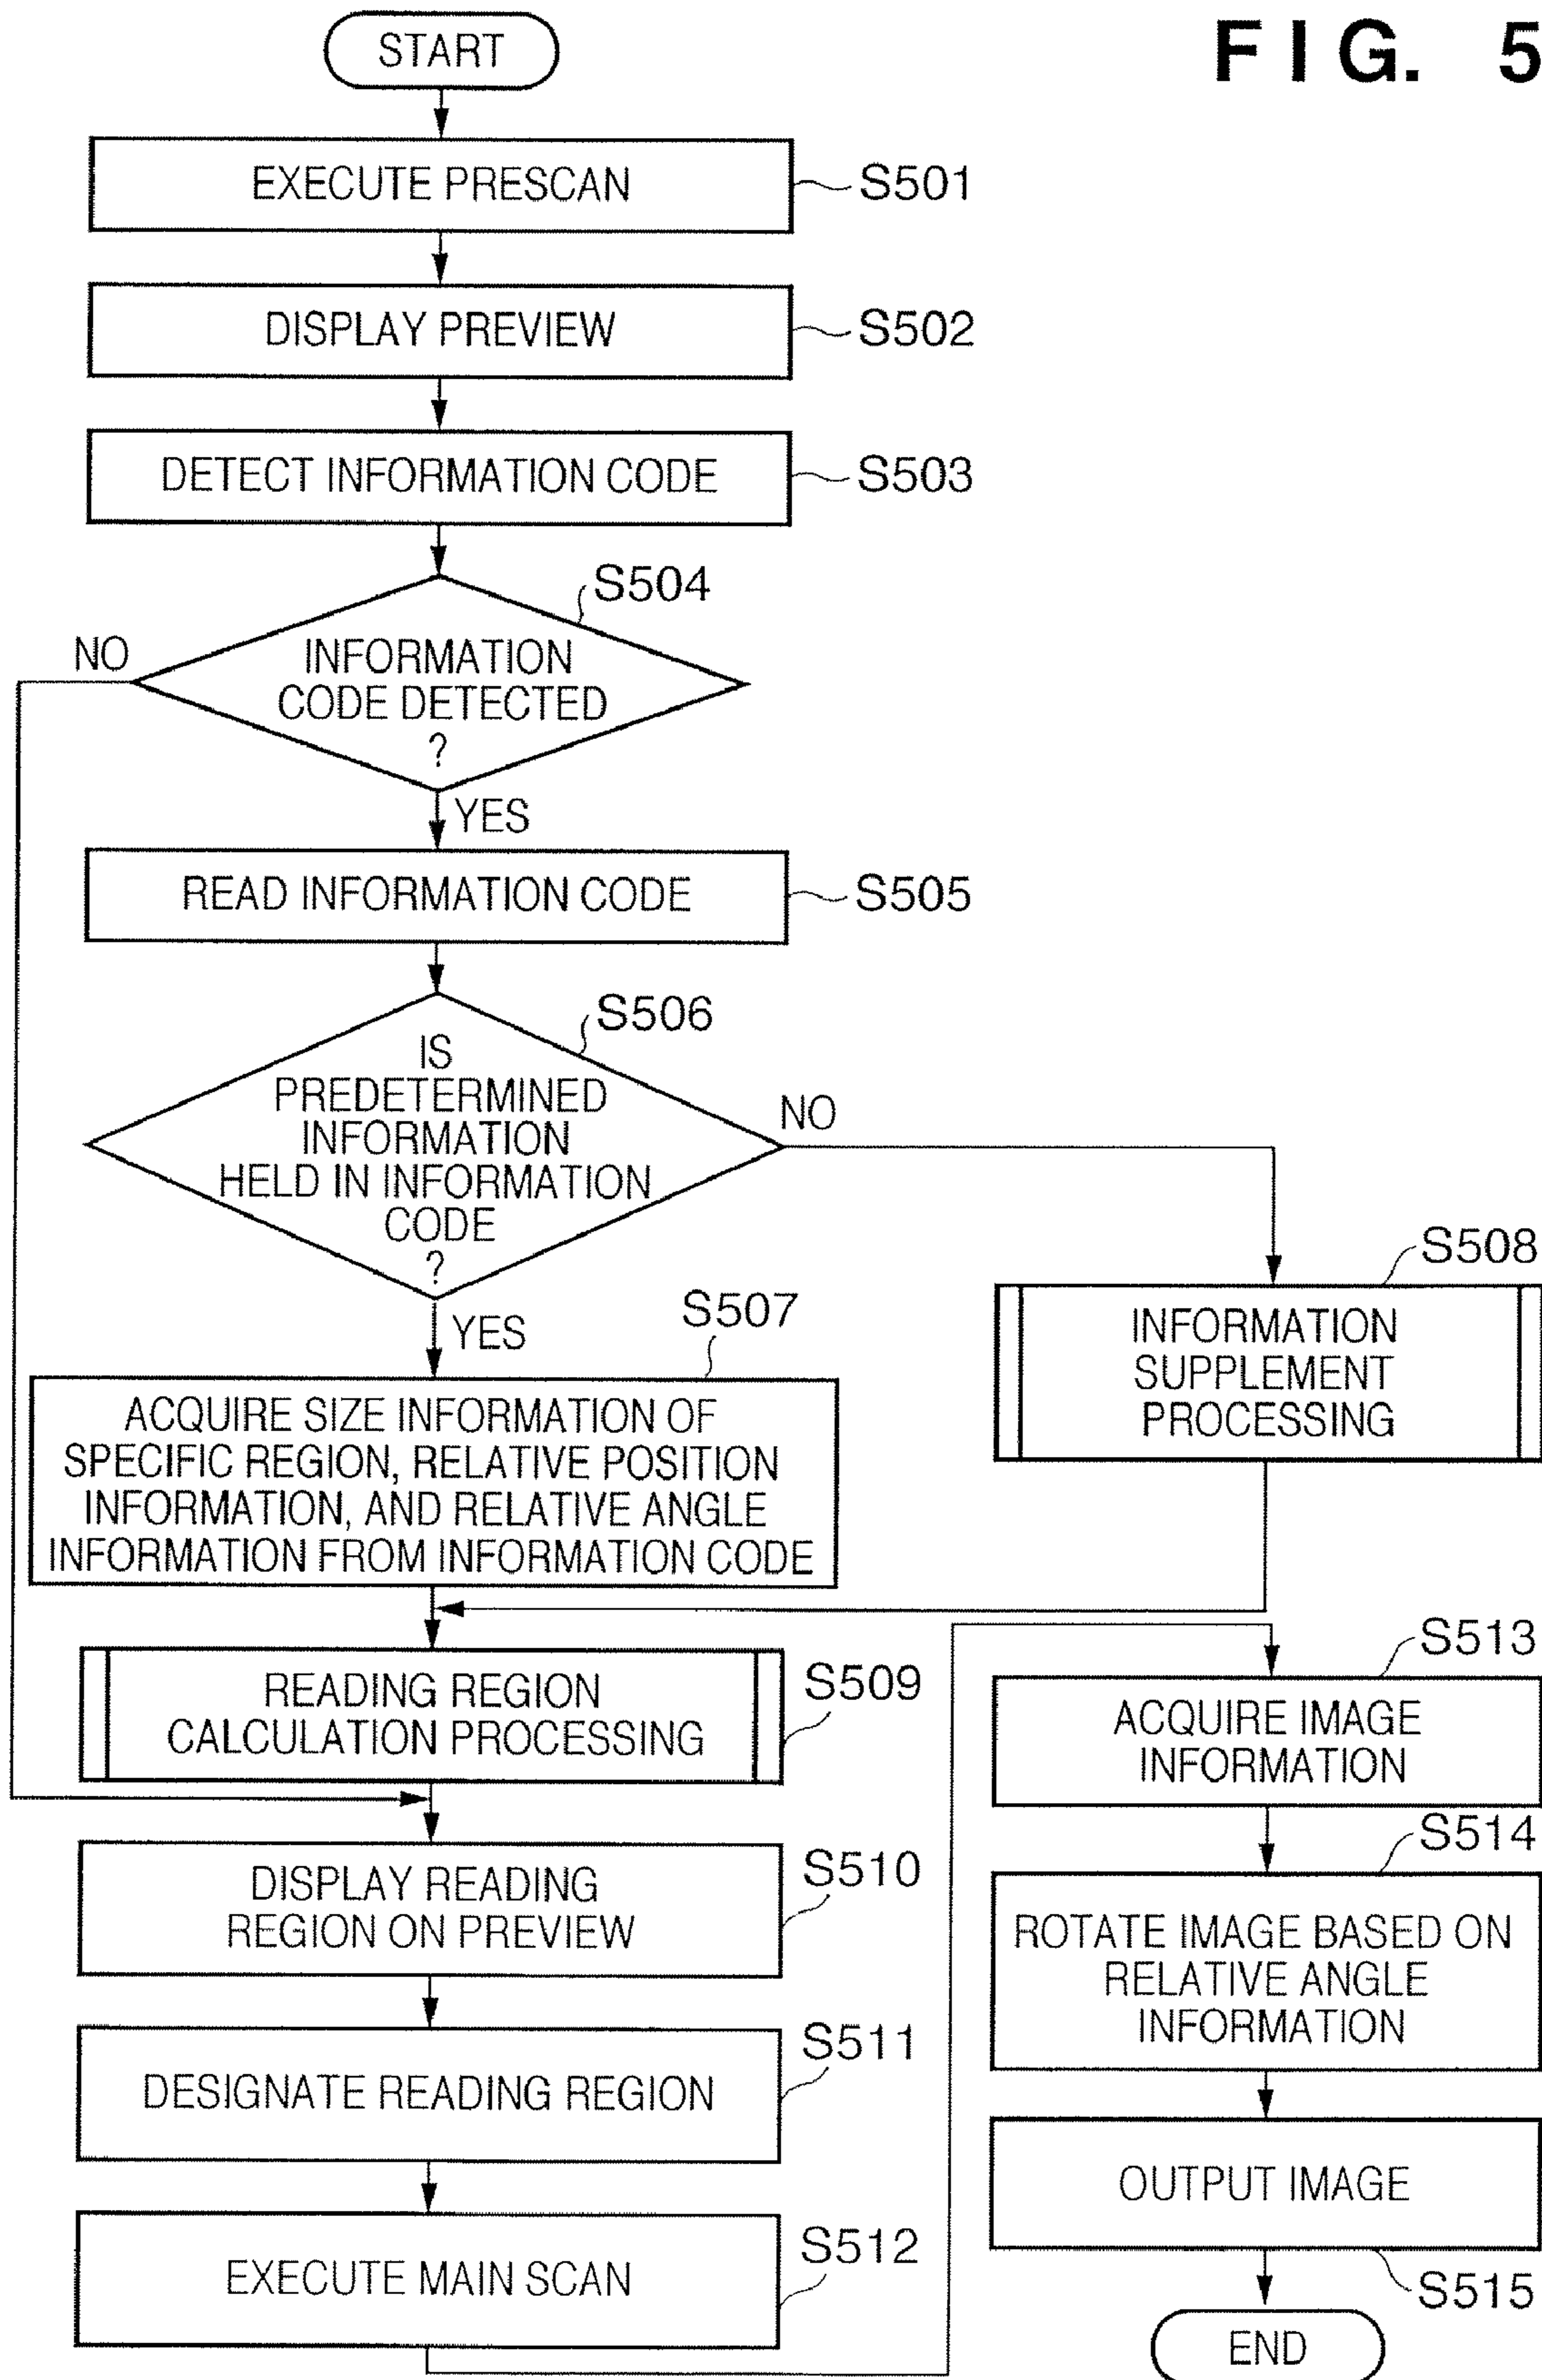 FIG. 5
START
EXECUTE PRESCAN
S501
DISPLAY PREVIEW
S502
DETECT INFORMATION CODE
S503
S504
INFORMATION
CODE DETECTED
?
NO
YES
READ INFORMATION CODE
S505
S506
IS
PREDETERMINED
INFORMATION
HELD IN INFORMATION
CODE
?
NO
YES
S507
ACQUIRE SIZE INFORMATION OF
SPECIFIC REGION, RELATIVE POSITION
INFORMATION, AND RELATIVE ANGLE
INFORMATION FROM INFORMATION CODE
S508
INFORMATION
SUPPLEMENT
PROCESSING
READING REGION
CALCULATION PROCESSING
S509
DISPLAY READING
REGION ON PREVIEW
S510
DESIGNATE READING REGION
S511
EXECUTE MAIN SCAN
S512
S513
ACQUIRE IMAGE
INFORMATION
S514
ROTATE IMAGE BASED ON
RELATIVE ANGLE
INFORMATION
OUTPUT IMAGE
S515
END